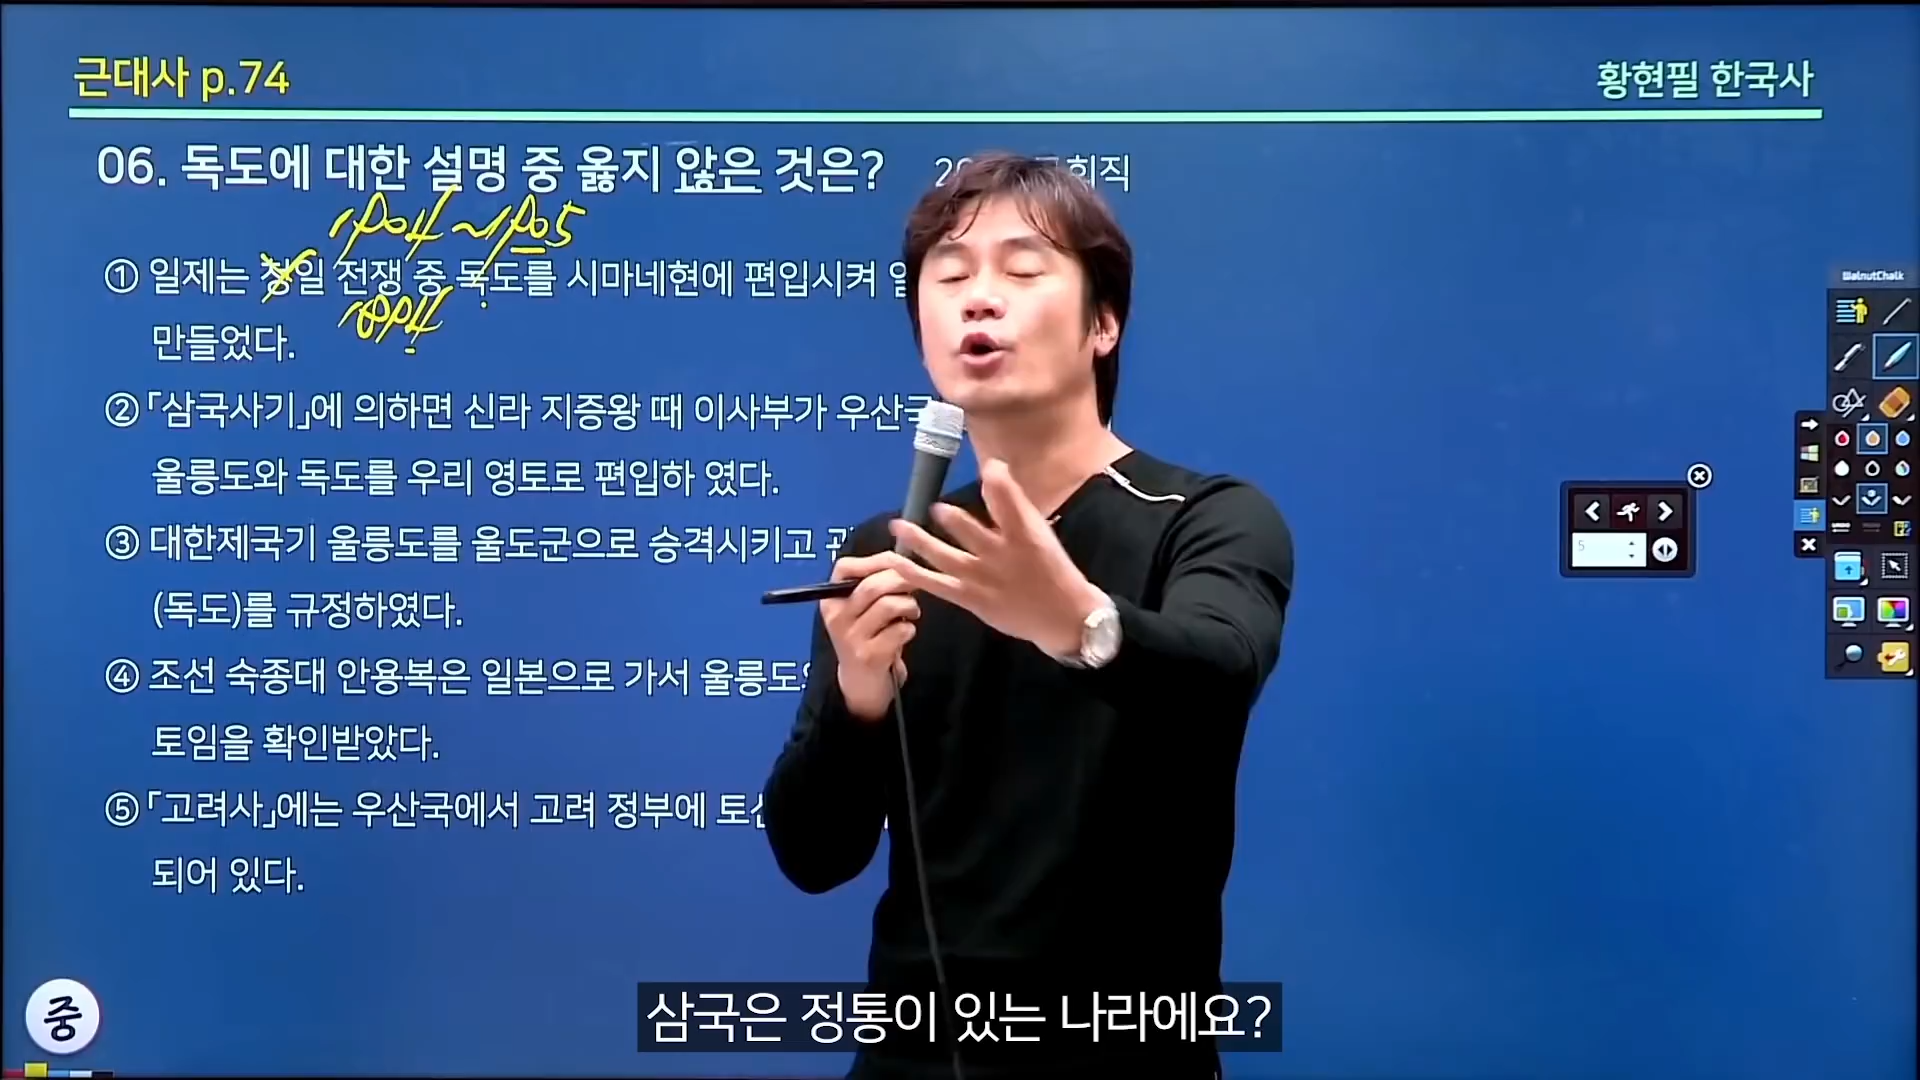 근대사 p.74
황현필 한국사
06. 독도에 대한 설명 중 옳지 않은 것은?
1904~1905
① 일제는 청일 전쟁 중 독도를 시마네현에 편입시켜
1894
만들었다.
② 「삼국사기」에 의하면 신라 지증왕 때 이사부가
울릉도와 독도를 우리 영토로 편입하 였다.
③ 대한제국기 울릉도를 울도군으로 승격시키고
(독도)를 규정하였다.
④ 조선 숙종대 안용복은 일본으로 가서
토임을 확인받았다.
⑤ 「고려사」에는 우산국에서 고려 정부에
되어 있다.
WalnutChalk
5
중
삼국은 정통이 있는 나라에요?